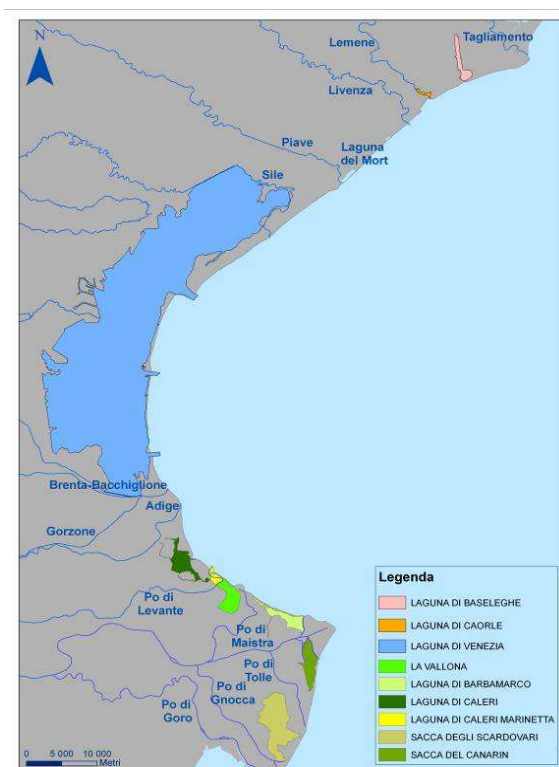 N
Tagliamento
Lemene
Livenza
Piave
Laguna
del Mort
Sile
Brenta-Bacchiglione
Adige
Gorzone
Po di
Levante
Po di
Maistra
Po di
Tolle
Po di
Gnocca
Po di
Goro
Legenda
LAGUNA DI BASELEGHE
LAGUNA DI CAORLE
LAGUNA DI VENEZIA
LA VALLONA
LAGUNA DI BARBAMARCO
LAGUNA DI CALERI
LAGUNA DI CALERI MARINETTA
SACCA DEGLI SCARDOVARI
SACCA DEL CANARIN
0 5 000 10 000
Metri